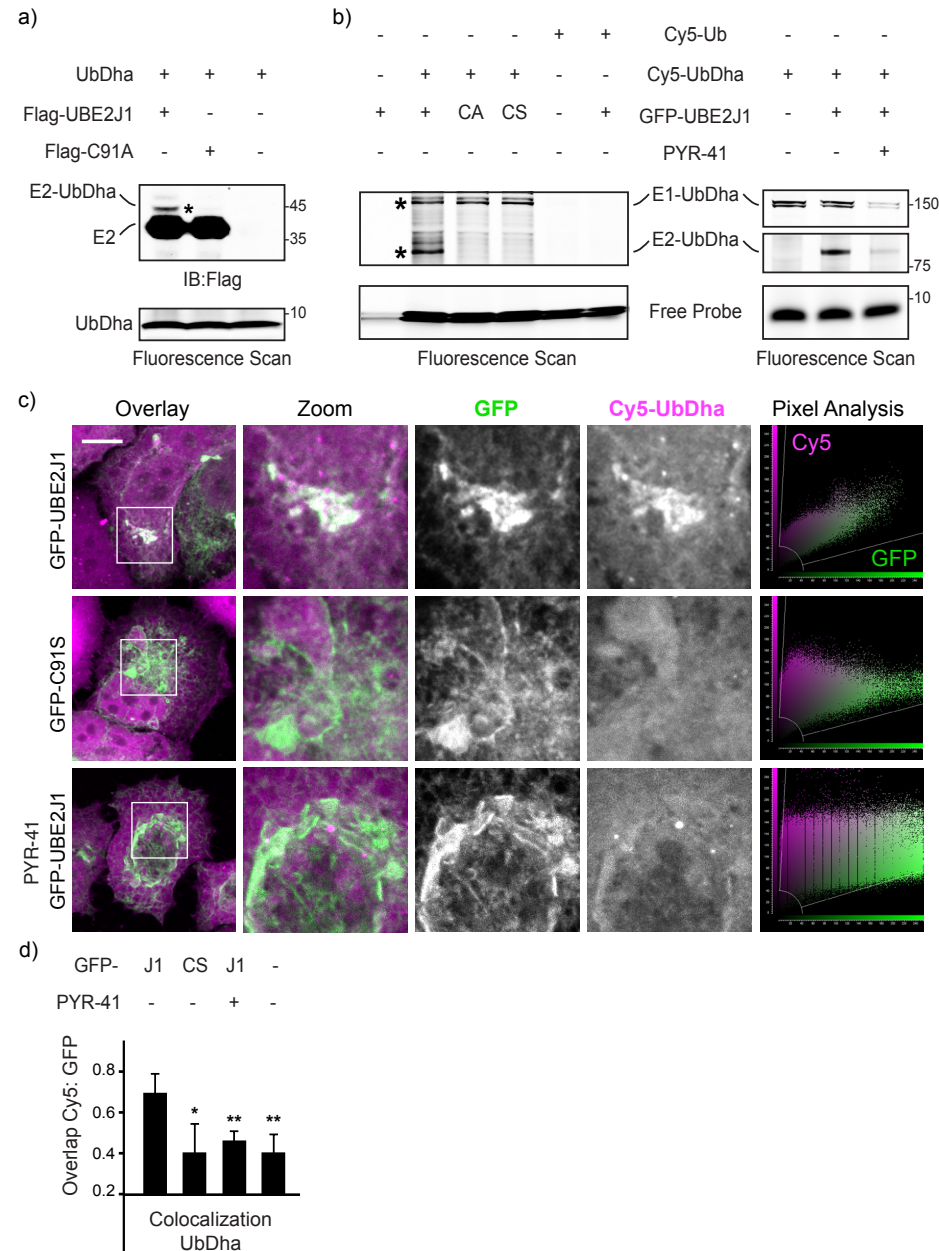 a)
UbDha + + +
Flag-UBE2J1 + - -
Flag-C91A - + -
E2-UbDha
*
E2
45
35
IB:Flag
UbDha
10
Fluorescence Scan
b)
- - - - + + Cy5-Ub - - -
- + + + - - Cy5-UbDha + + +
+ + CA CS - + GFP-UBE2J1 - + +
PYR-41 - - +
*
E1-UbDha
150
*
E2-UbDha
75
Free Probe
10
Fluorescence Scan
Fluorescence Scan
c)
Overlay Zoom GFP Cy5-UbDha Pixel Analysis
GFP-UBE2J1
Cy5
GFP
GFP-C91S
PYR-41
GFP-UBE2J1
d)
GFP- J1 CS J1 -
PYR-41 - - + -
Overlap Cy5: GFP
0.8
0.6
0.4
0.2
* ** **
Colocalization
UbDha